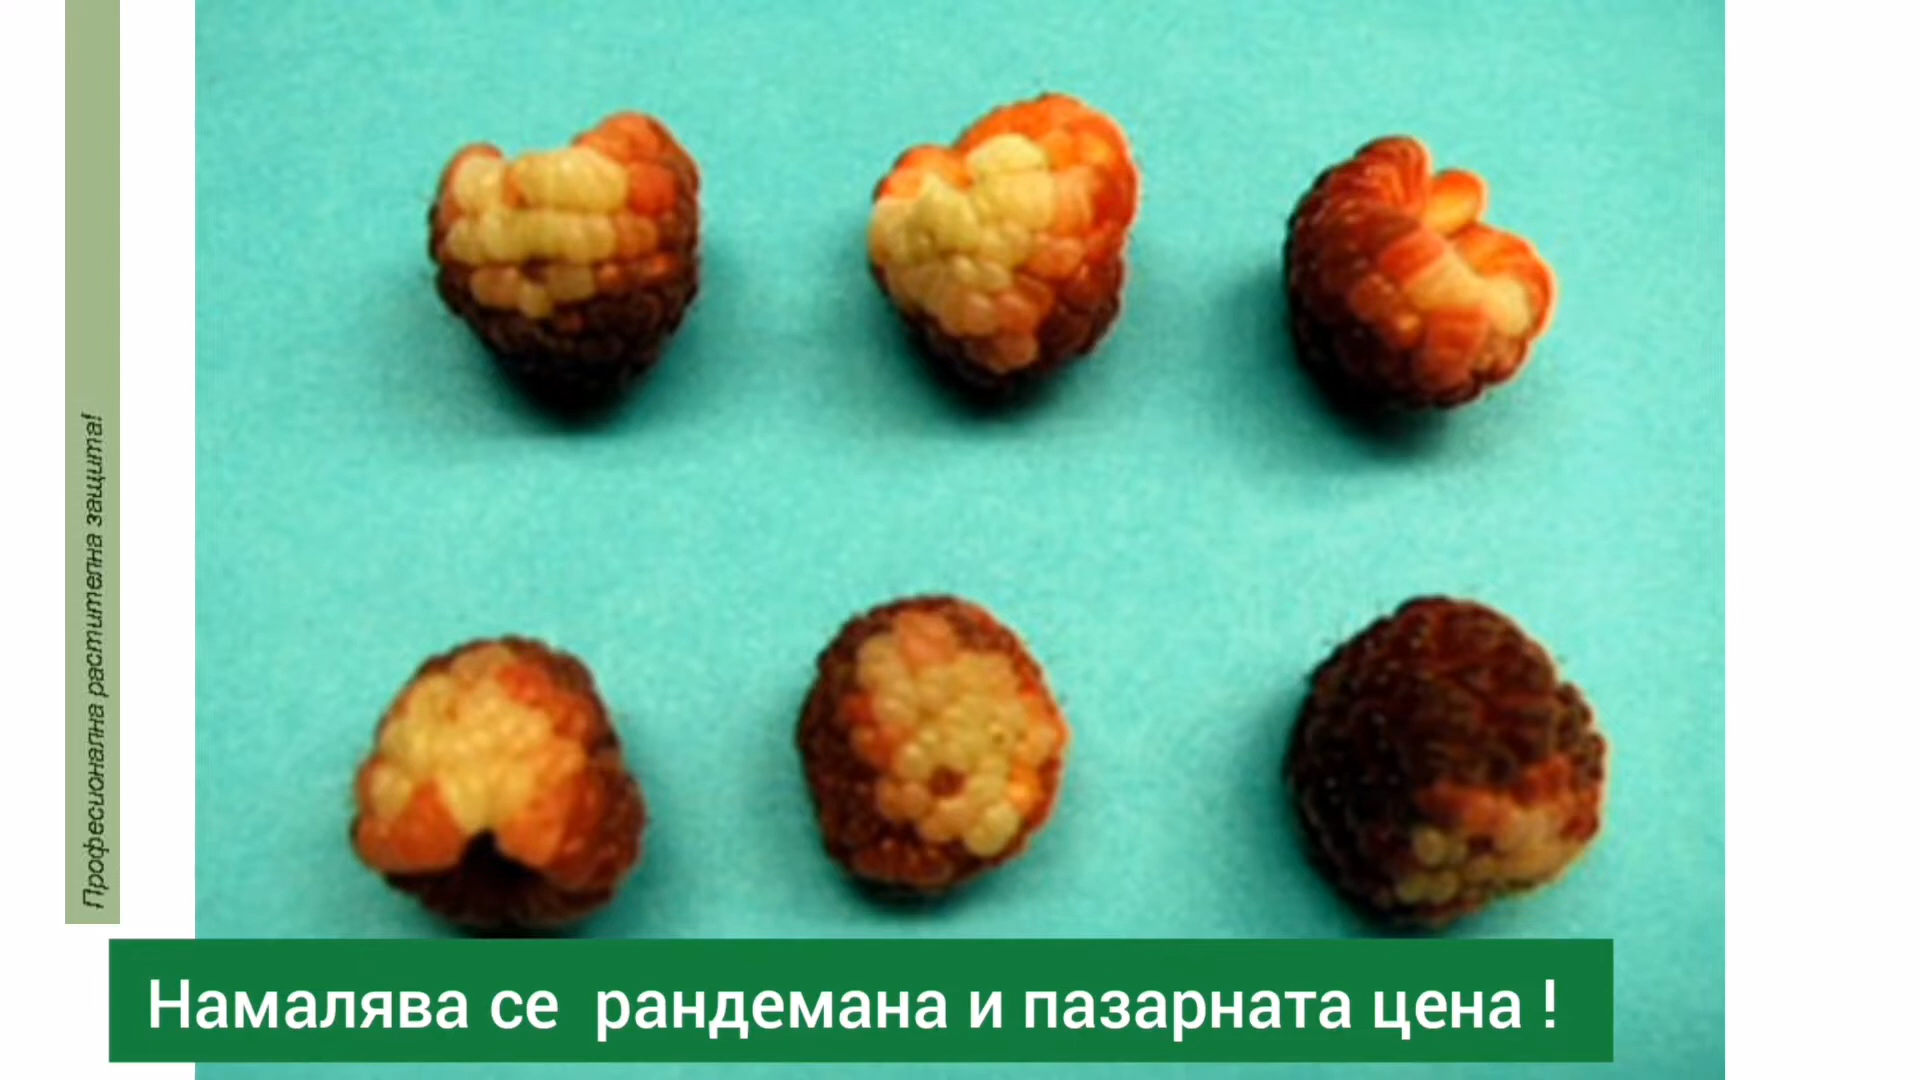 Професионална растителна защита!
Намалява се  рандемана и пазарната цена !